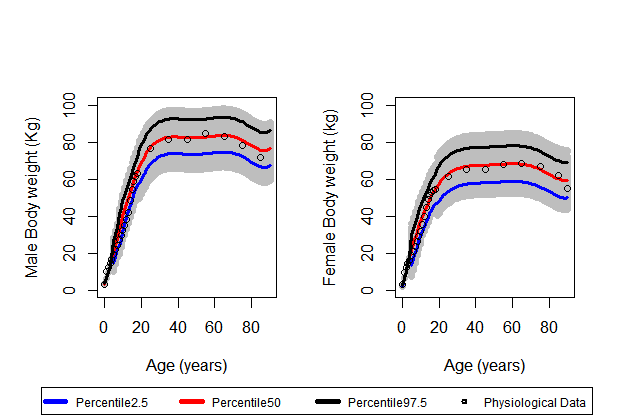 Male Body weight (Kg)
0 20 40 60 80 100
0 20 40 60 80
Age (years)
Female Body weight (kg)
0 20 40 60 80 100
0 20 40 60 80
Age (years)
Percentile2.5 Percentile50 Percentile97.5 Physiological Data